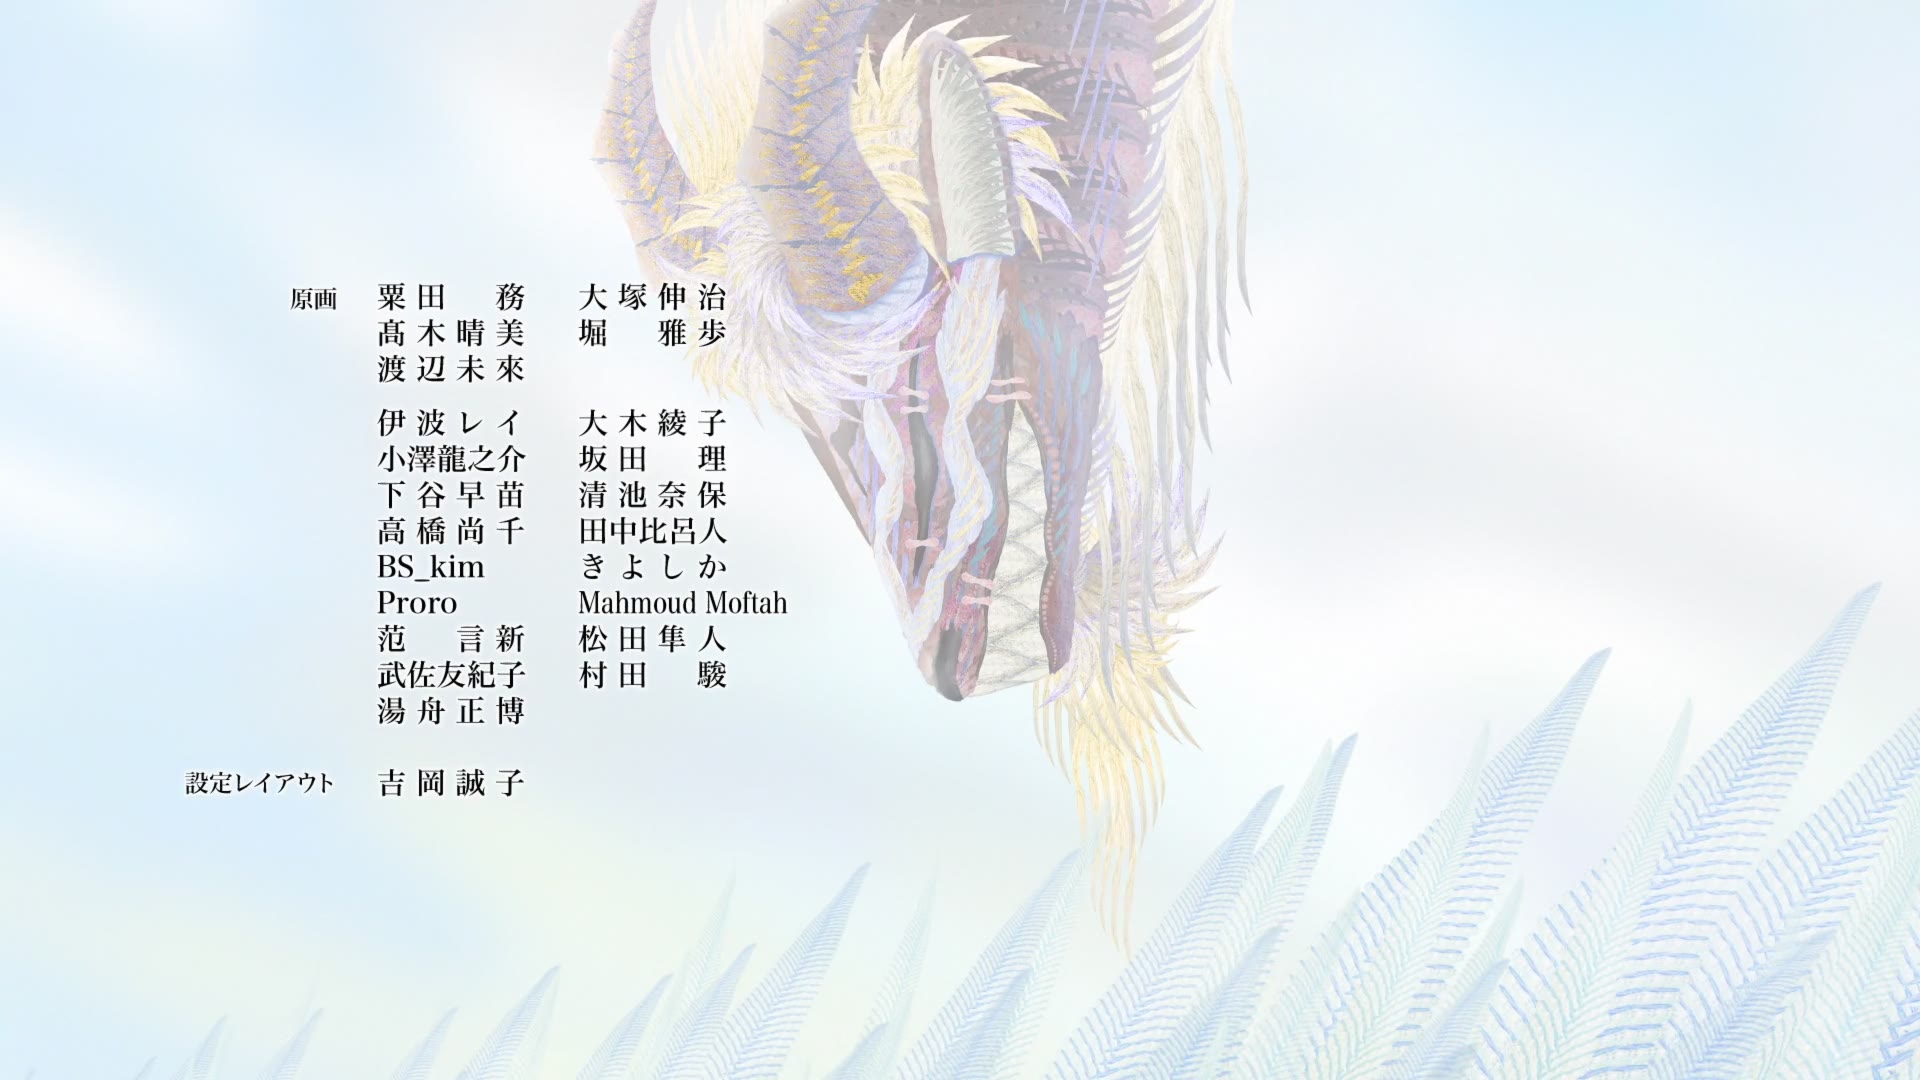 原画 粟田 務 大塚伸治
髙木晴美 堀 雅歩
渡辺未來
伊波レイ 大木綾子
小澤龍之介 坂田 理
下谷早苗 清池奈保
高橋尚千 田中比呂人
BS_kim きよしか
Proro Mahmoud Moftah
范 言新 松田隼人
武佐友紀子 村田 駿
湯舟正博
設定レイアウト 吉岡誠子